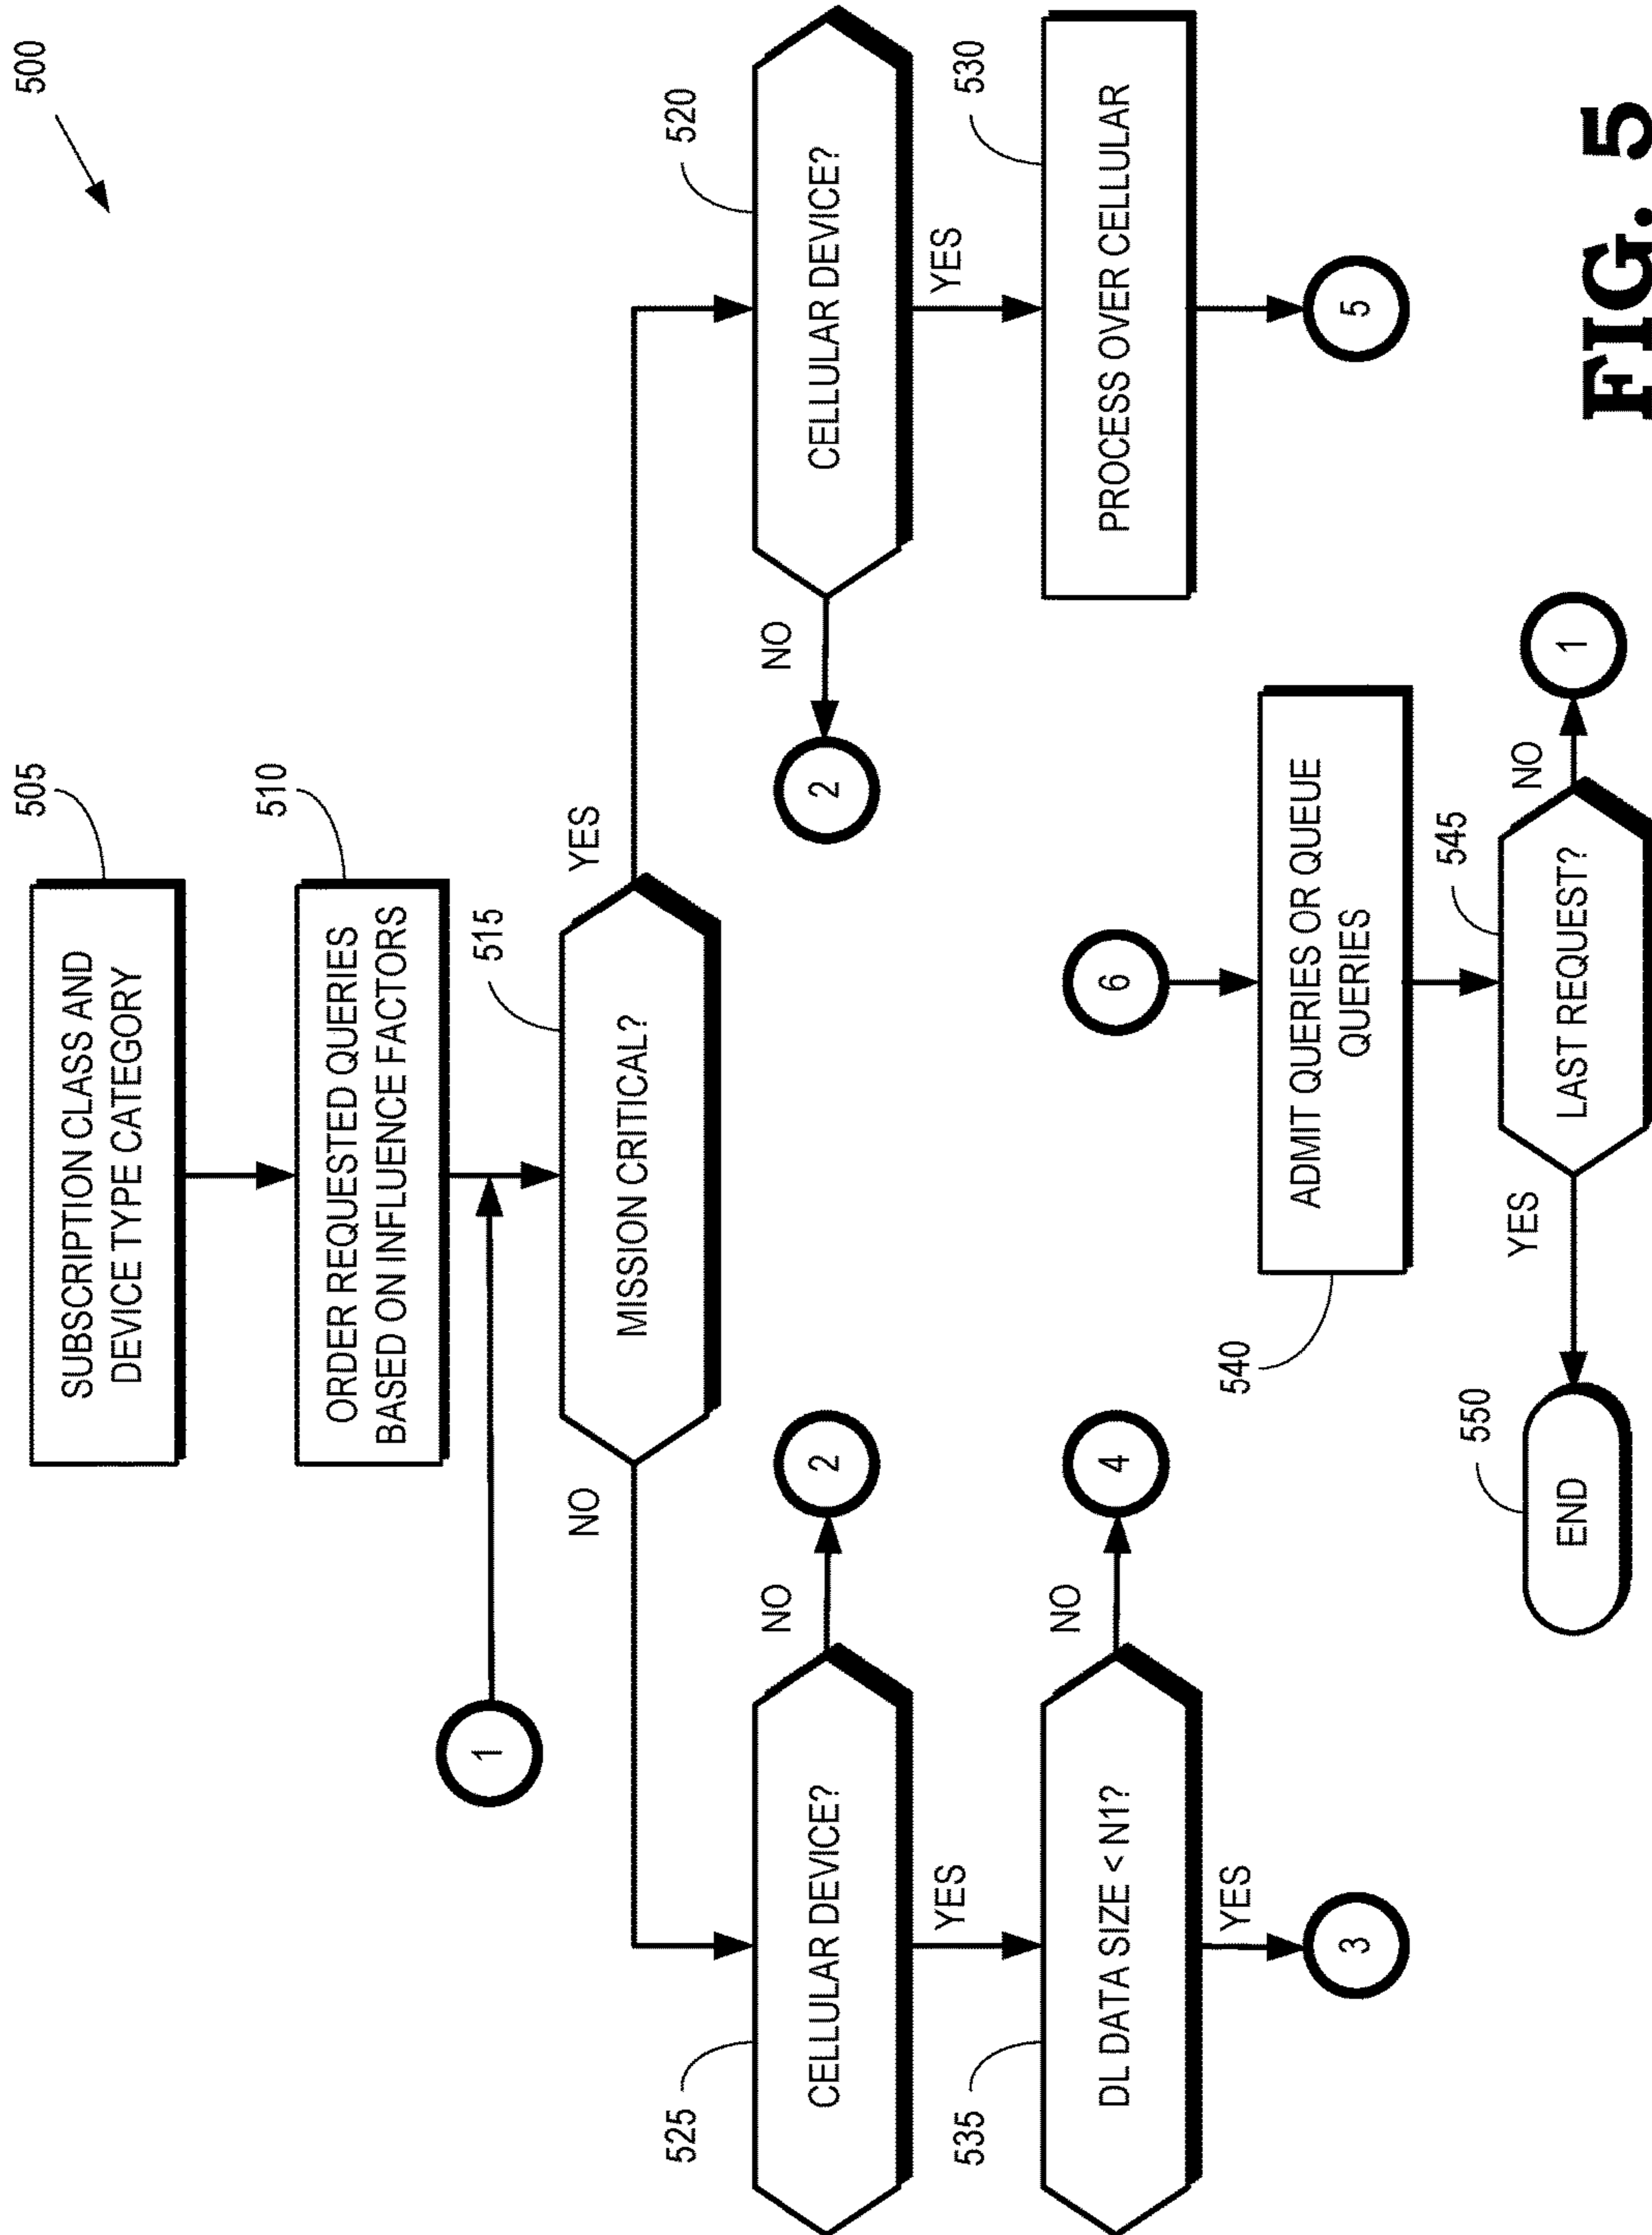 500
505
SUBSCRIPTION CLASS AND
DEVICE TYPE CATEGORY
510
ORDER REQUESTED QUERIES
BASED ON INFLUENCE FACTORS
1
515
MISSION CRITICAL?
NO
YES
525
CELLULAR DEVICE?
NO
2
YES
2
NO
520
CELLULAR DEVICE?
YES
535
DL DATA SIZE < N1?
NO
4
YES
3
530
PROCESS OVER CELLULAR
5
6
540
ADMIT QUERIES OR QUEUE
QUERIES
545
LAST REQUEST?
YES
NO
1
550
END
FIG. 5